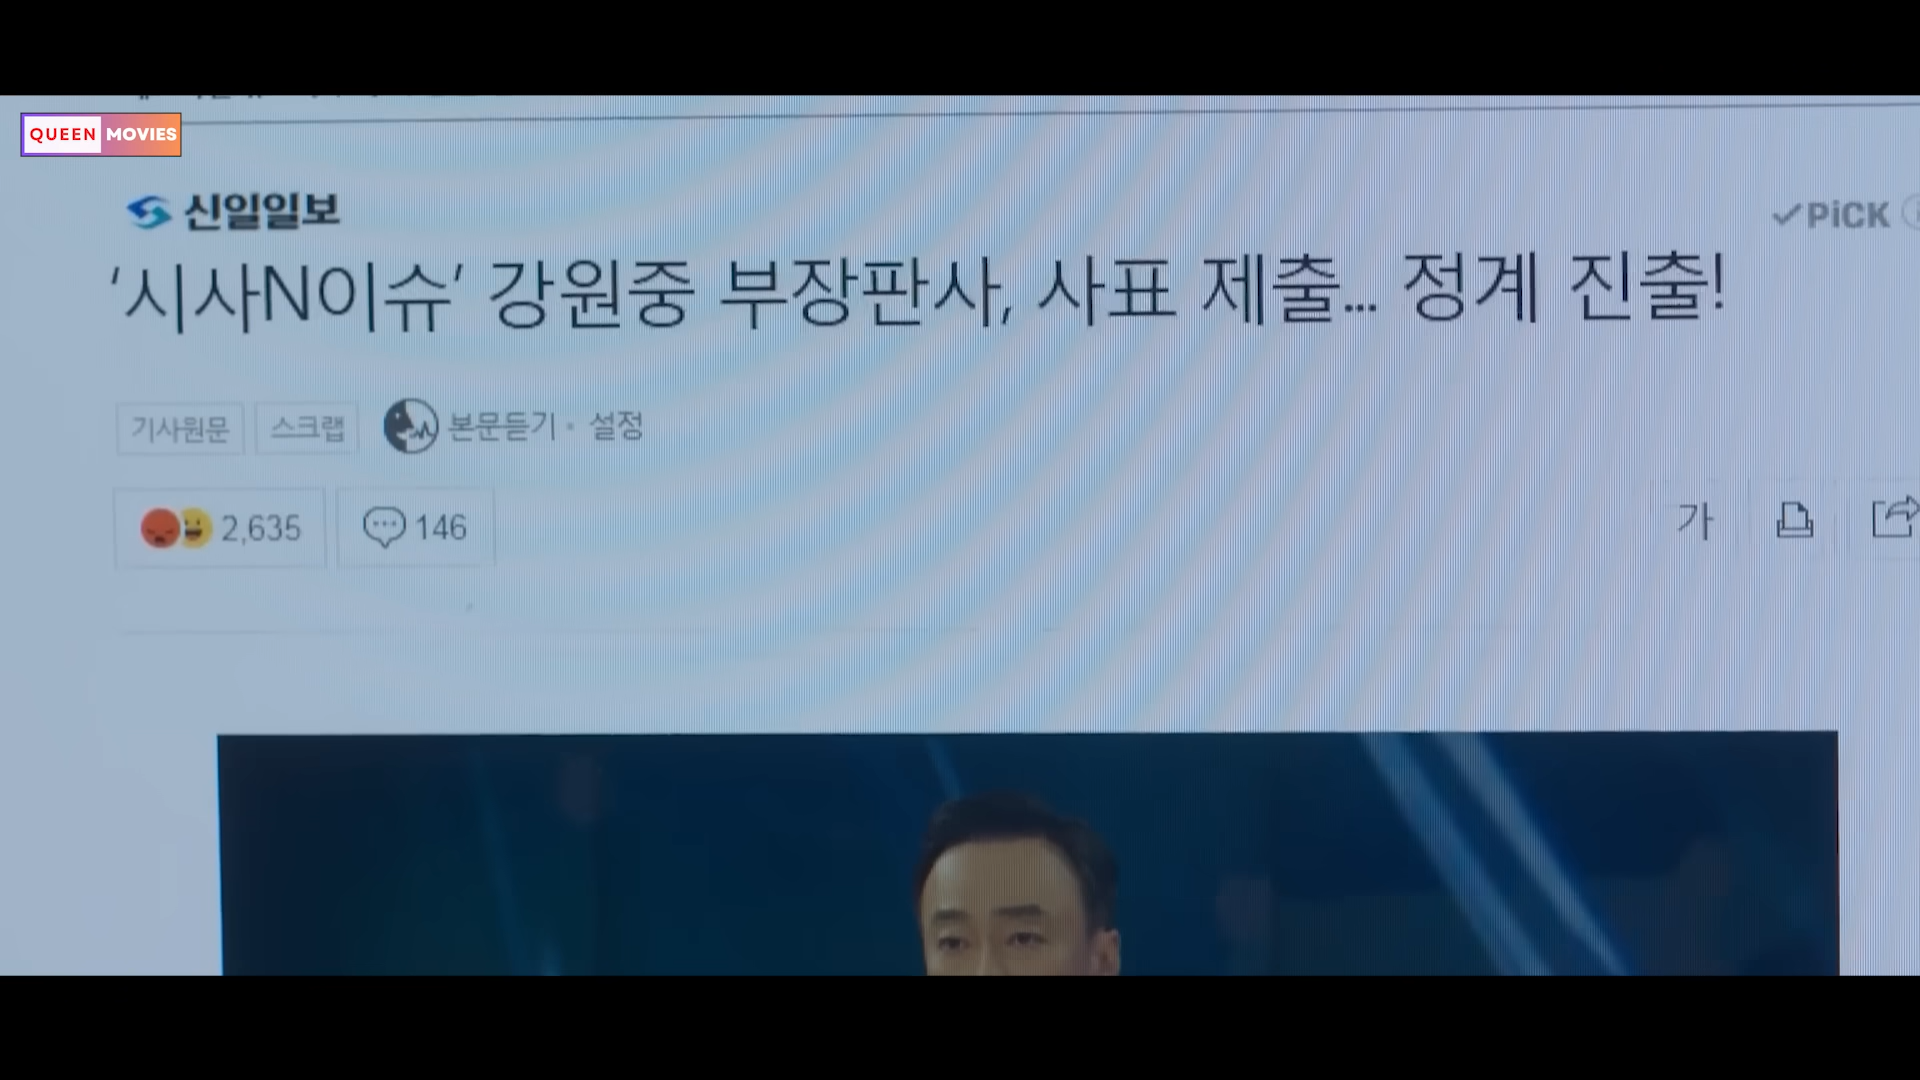 QUEEN MOVIES
신일일보
PiCK
'시사N이슈' 강원중 부장판사, 사표 제출... 정계 진출!
기사원문 스크랩 본문듣기 · 설정
2,635 146 가